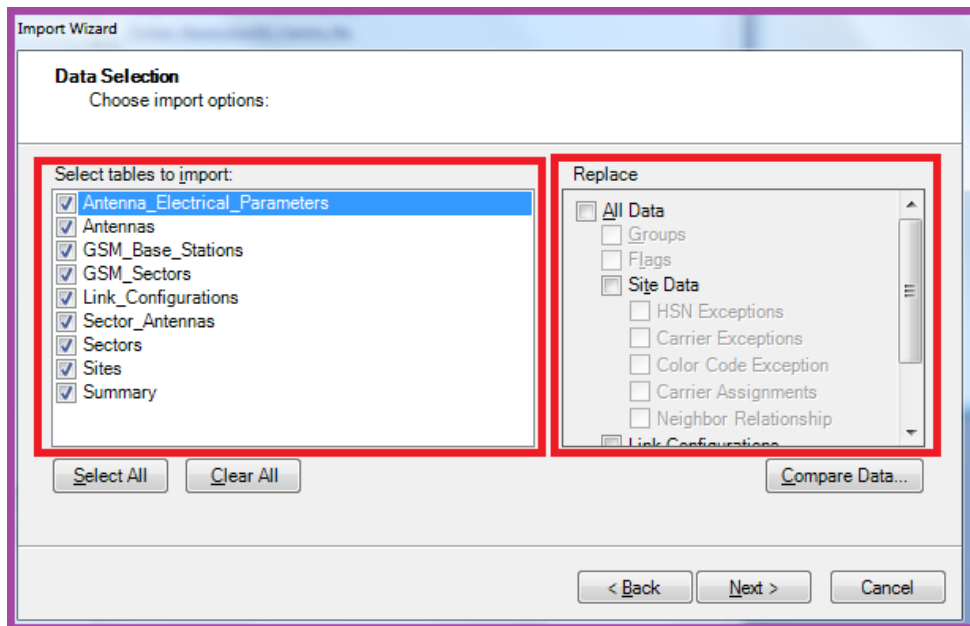 Import Wizard
Data Selection
Choose import options:
Select tables to import:
Antenna_Electrical_Parameters
Antennas
GSM_Base_Stations
GSM_Sectors
Link_Configurations
Sector_Antennas
Sectors
Sites
Summary
Select All
Clear All
Replace
All Data
Groups
Flags
Site Data
HSN Exceptions
Carrier Exceptions
Color Code Exception
Carrier Assignments
Neighbor Relationship
Link Configurations
Compare Data...
< Back
Next >
Cancel